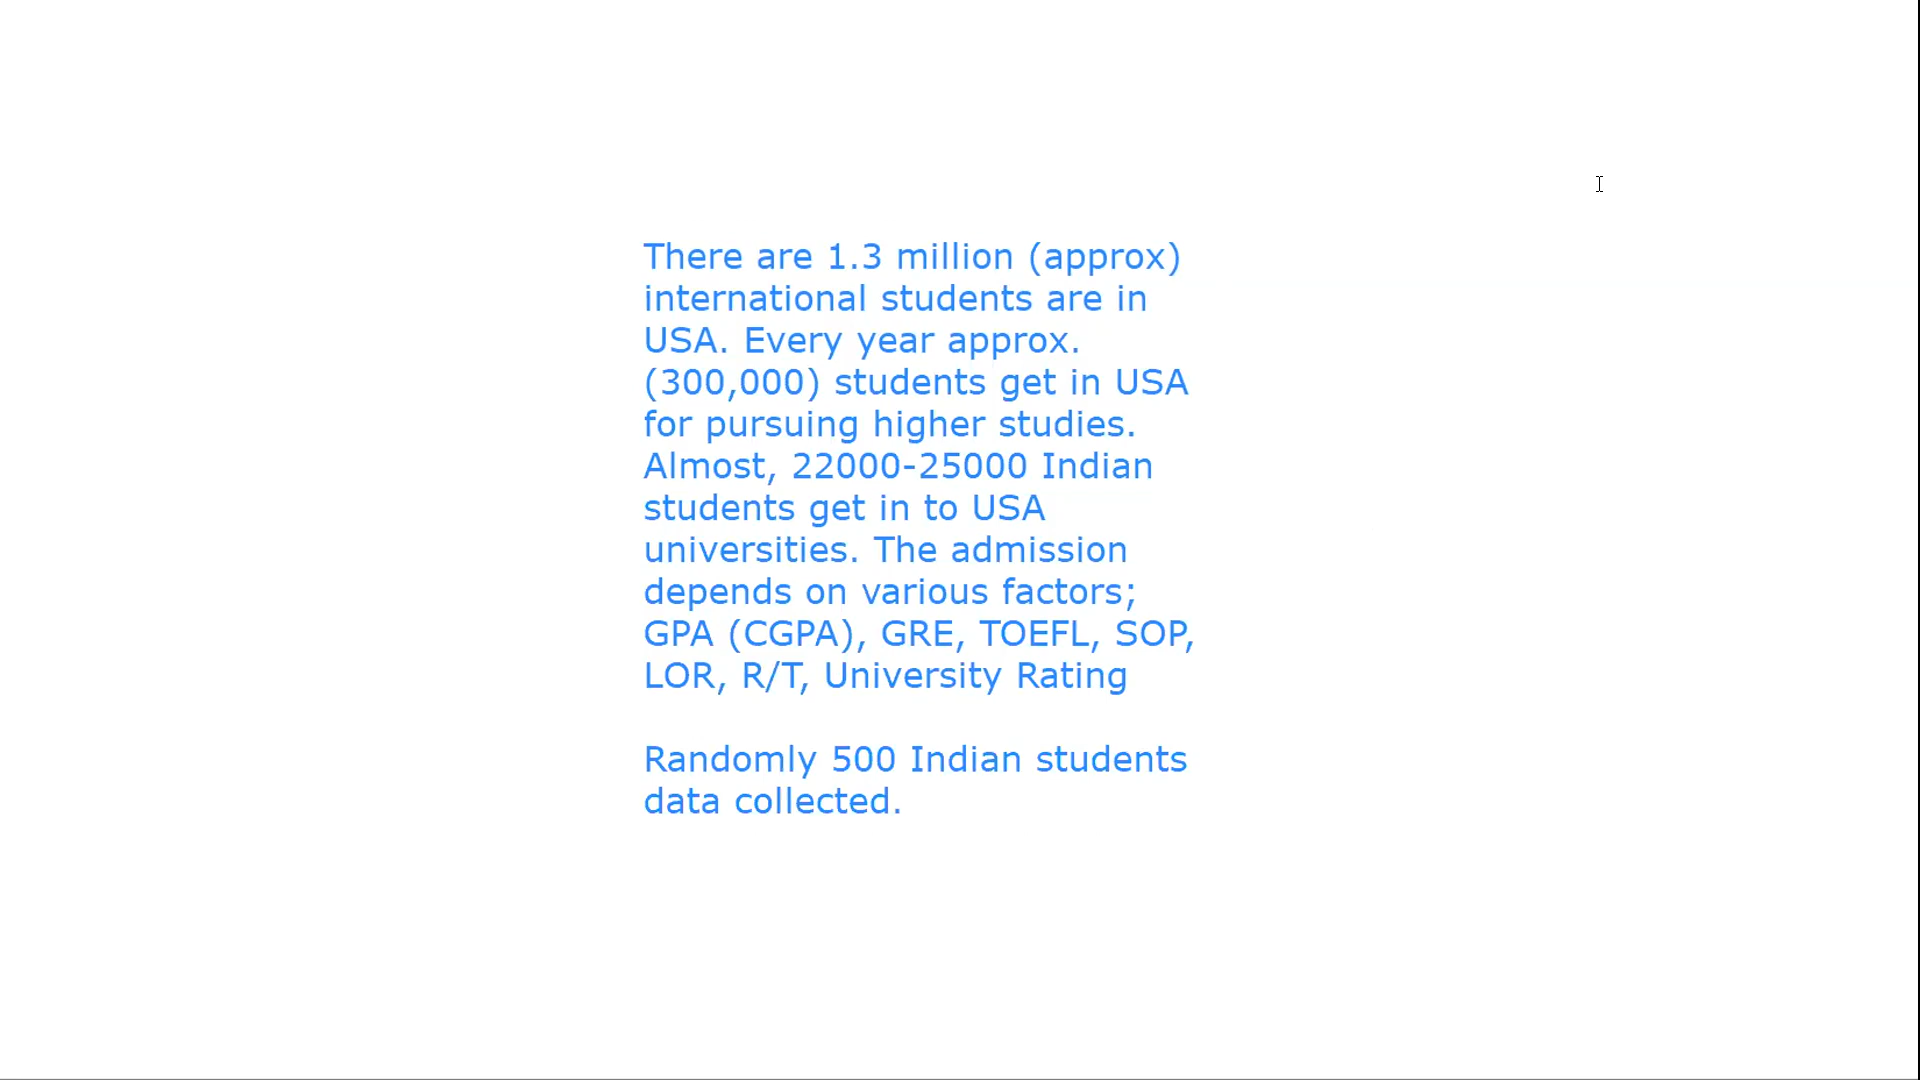 There are 1.3 million (approx)
international students are in
USA. Every year approx.
(300,000) students get in USA
for pursuing higher studies.
Almost, 22000-25000 Indian
students get in to USA
universities. The admission
depends on various factors;
GPA (CGPA), GRE, TOEFL, SOP,
LOR, R/T, University Rating
Randomly 500 Indian students
data collected.